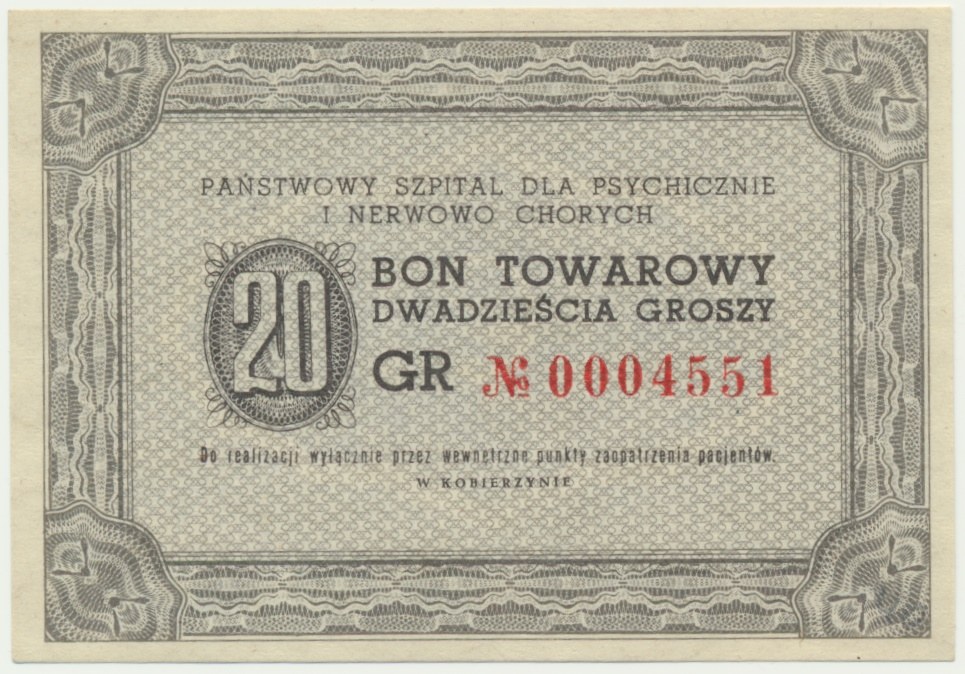 PAŃSTWOWY SZPITAL DLA PSYCHICZNIE
I NERWOWO CHORYCH
BON TOWAROWY
DWADZIEŚCIA GROSZY
20
GR № 0004551
Do realizacji wyłącznie przez wewnętrzne punkty zaopatrzenia pacjentów.
W KOBIERZYNIE